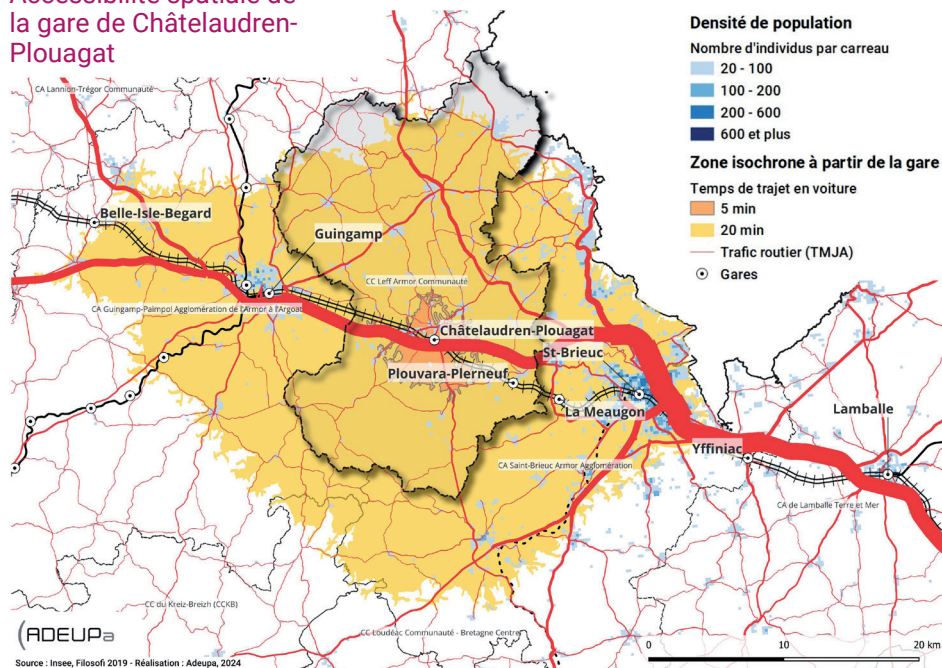 Accessibilité spatiale de
la gare de Châtelaudren-
Plouagat
Densité de population
Nombre d'individus par carreau
20 - 100
100 - 200
200 - 600
600 et plus
Zone isochrone à partir de la gare
Temps de trajet en voiture
5 min
20 min
Trafic routier (TMJA)
Gares
CA Lannion-Trégor Communauté
Belle-Isle-Begard
Guingamp
CC Leff Armor Communauté
CA Guingamp-Paimpol Agglomération de l'Armor à l'Argoat
Châtelaudren-Plouagat
St-Brieuc
Plouvara-Plerneuf
La Meaugon
Lamballe
Yffiniac
CA Saint-Brieuc Armor Agglomération
CA de Lamballe Terre et Mer
CC du Kreiz-Breizh (CCKB)
CC Loudéac Communauté - Bretagne Centre
0 10 20 km
ADEUPa
Source : Insee, Filosofi 2019 - Réalisation : Adeupa, 2024